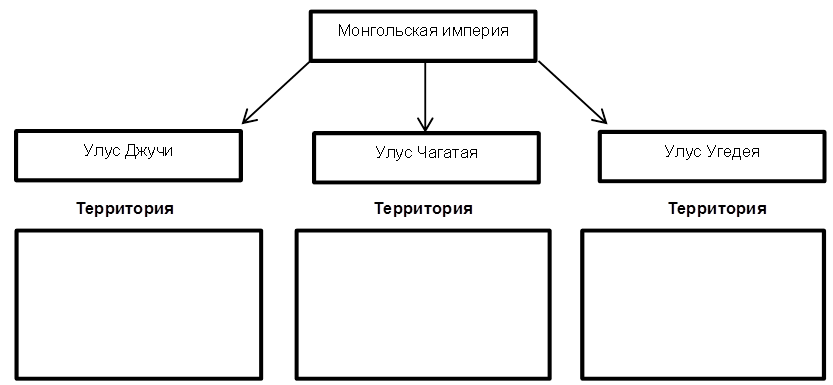 Монгольская империя
Улус Джучи
Улус Чагатая
Улус Угедея
Территория
Территория
Территория